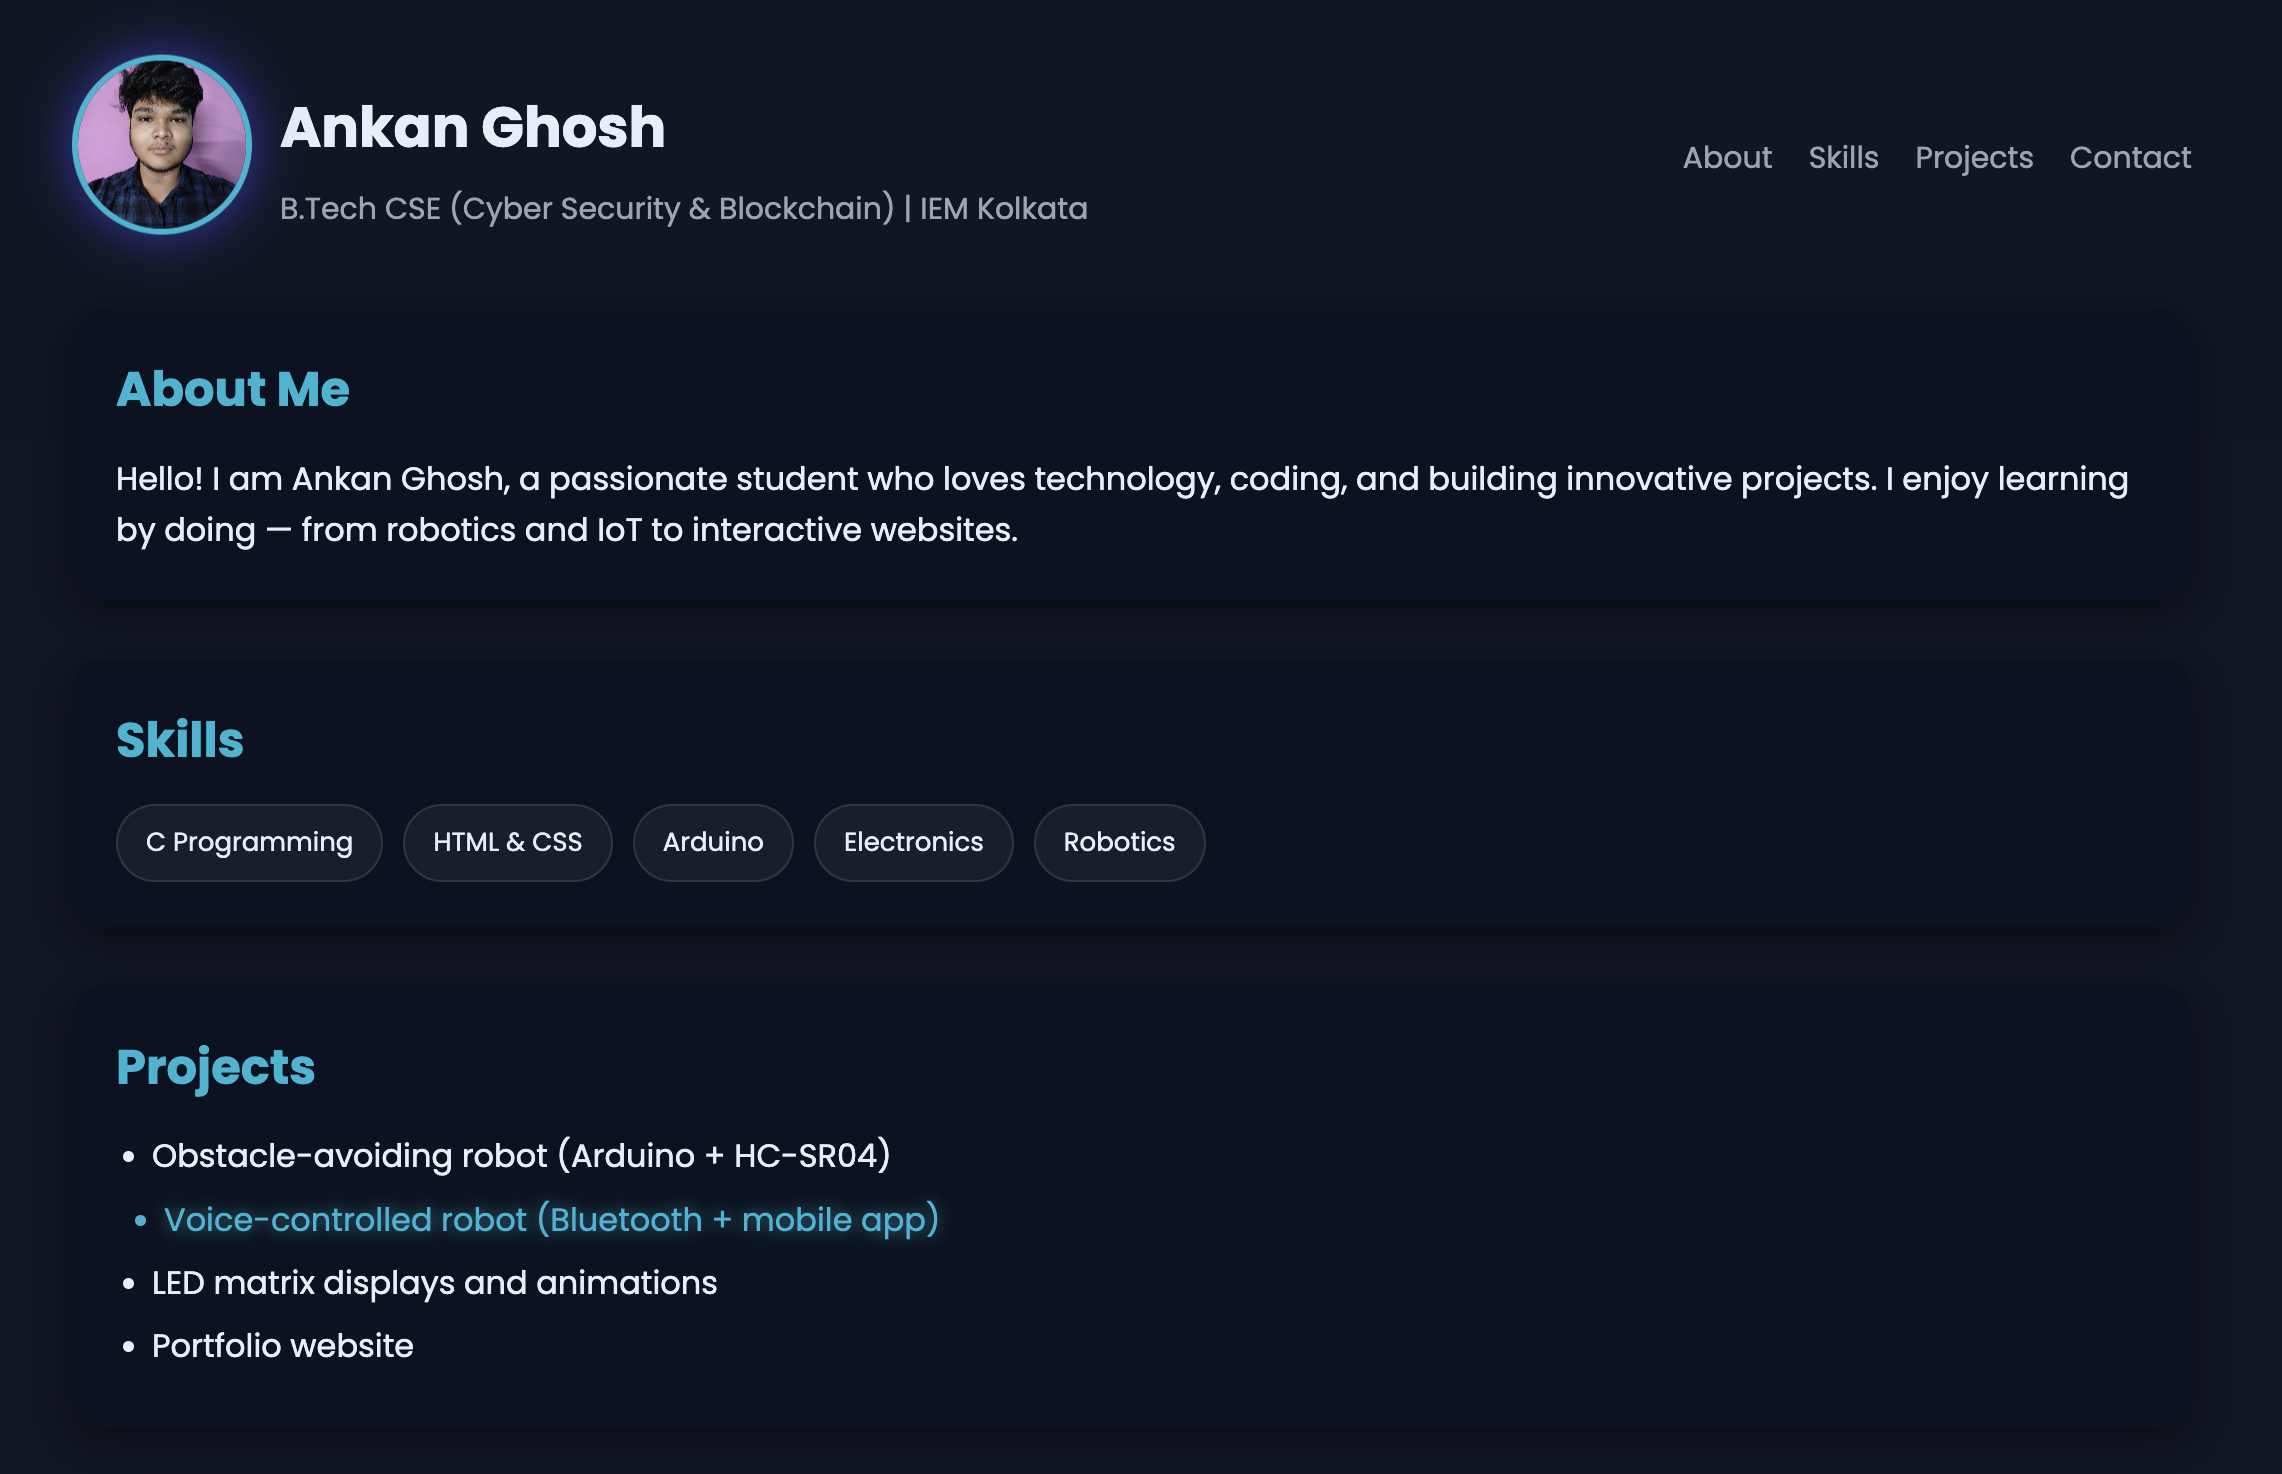 Ankan Ghosh
B.Tech CSE (Cyber Security & Blockchain) | IEM Kolkata
About
Skills
Projects
Contact
About Me
Hello! I am Ankan Ghosh, a passionate student who loves technology, coding, and building innovative projects. I enjoy learning
by doing — from robotics and IoT to interactive websites.
Skills
C Programming
HTML & CSS
Arduino
Electronics
Robotics
Projects
• Obstacle-avoiding robot (Arduino + HC-SR04)
• Voice-controlled robot (Bluetooth + mobile app)
• LED matrix displays and animations
• Portfolio website